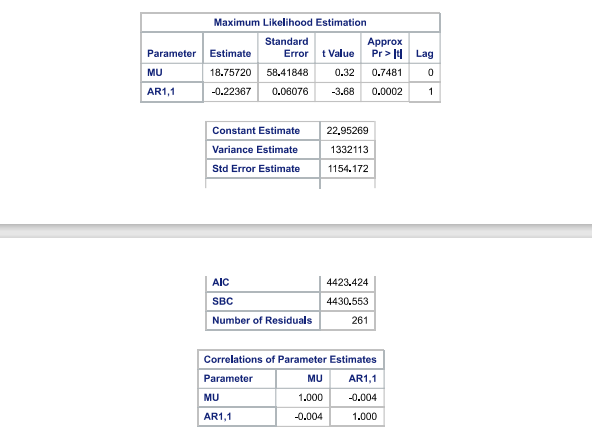 Maximum Likelihood Estimation
Parameter Estimate Standard Error t Value Approx Pr > |t| Lag
MU 18.75720 58.41848 0.32 0.7481 0
AR1,1 -0.22367 0.06076 -3.68 0.0002 1
Constant Estimate 22.95269
Variance Estimate 1332113
Std Error Estimate 1154.172
AIC 4423.424
SBC 4430.553
Number of Residuals 261
Correlations of Parameter Estimates
Parameter MU AR1,1
MU 1.000 -0.004
AR1,1 -0.004 1.000